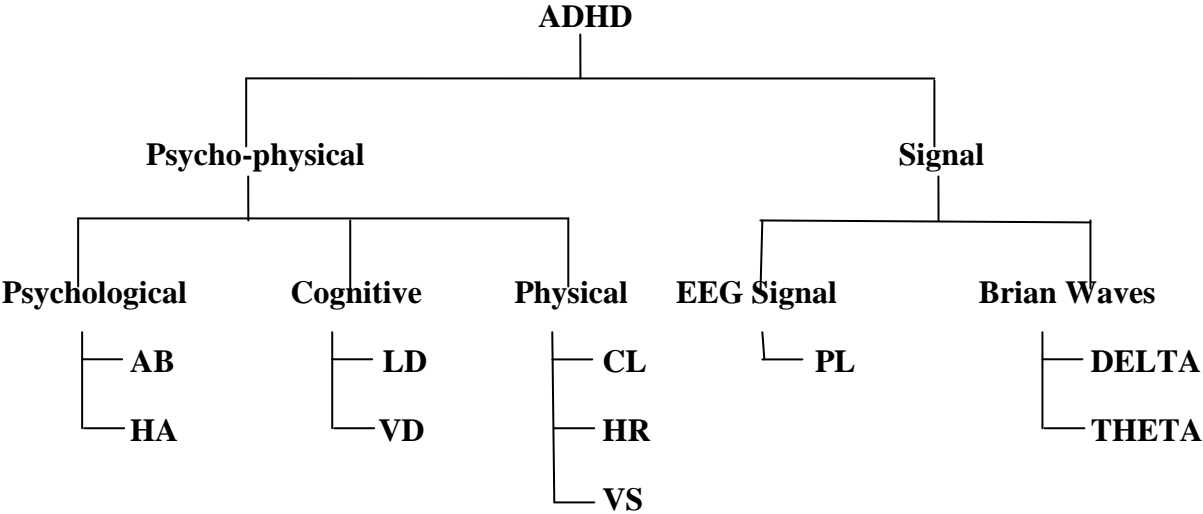 ADHD
Psycho-physical Signal
Psychological Cognitive Physical EEG Signal Brian Waves
AB LD CL PL DELTA
HA VD HR THETA
VS